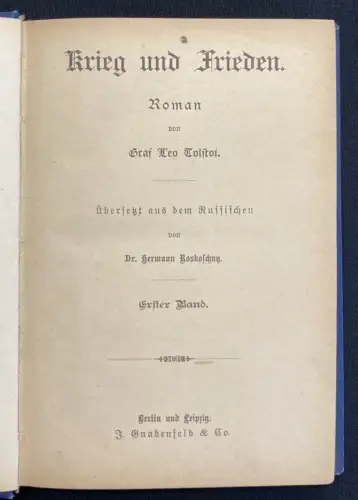 Krieg und Frieden.
Roman
von
Graf Leo Tolstoi.
Übersetzt aus dem Russischen
von
Dr. Hermann Roskoschny.
Erster Band.
Berlin und Leipzig.
J. Gnadenfeld & Co.